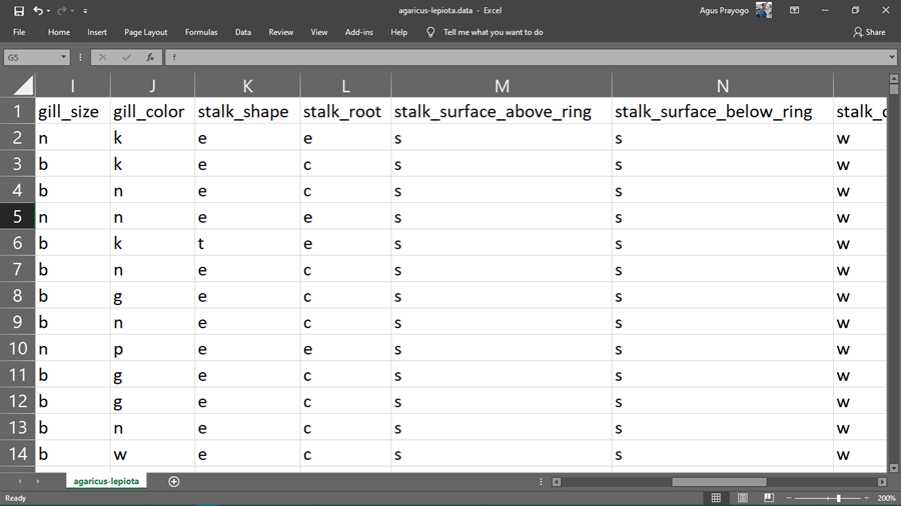 agaricus-lepiota.data - Excel
Agus Prayogo
File Home Insert Page Layout Formulas Data Review View Add-ins Help Tell me what you want to do Share
G5 fx f
I J K L M N
1 gill_size gill_color stalk_shape stalk_root stalk_surface_above_ring stalk_surface_below_ring stalk_c
2 n k e e s s w
3 b k e c s s w
4 b n e c s s w
5 n n e e s s w
6 b k t e s s w
7 b n e c s s w
8 b g e c s s w
9 b n e c s s w
10 n p e e s s w
11 b g e c s s w
12 b g e c s s w
13 b n e c s s w
14 b w e c s s w
agaricus-lepiota
Ready 200%